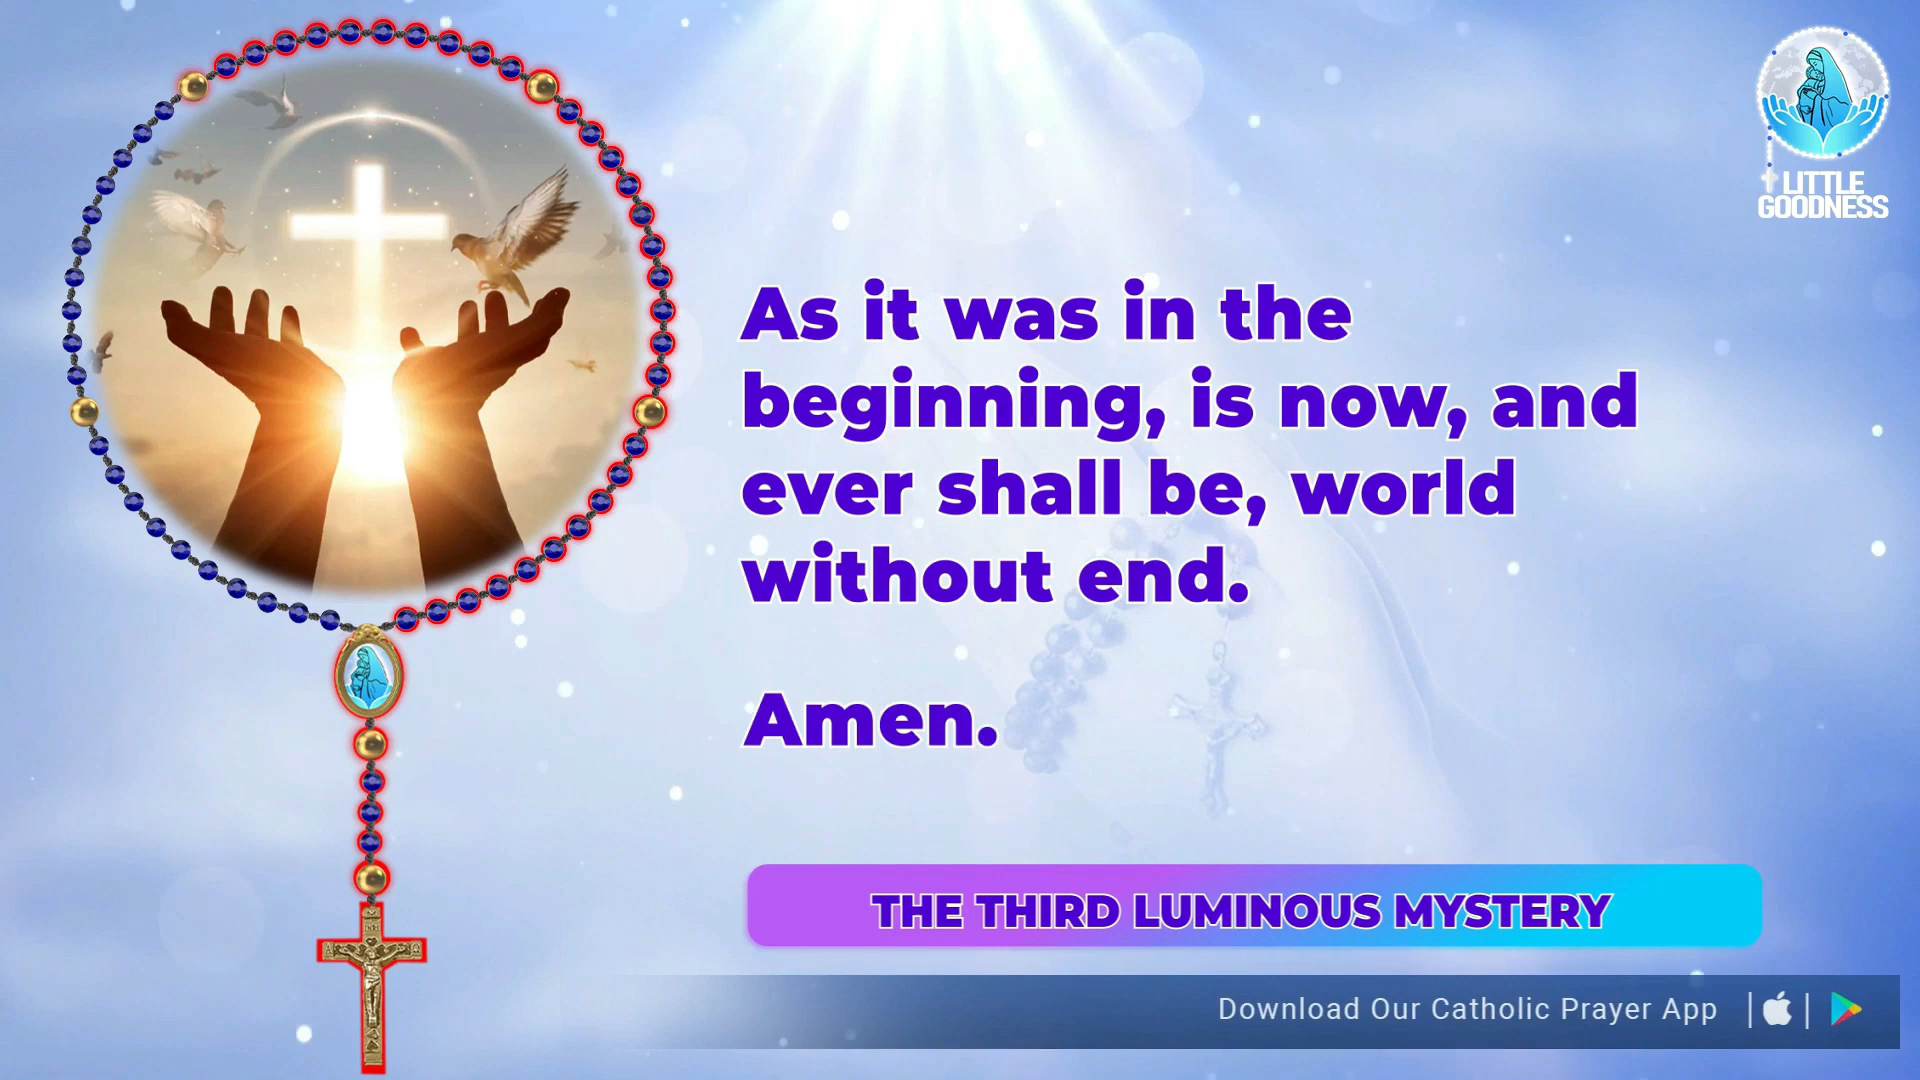 LITTLE
GOODNESS
As it was in the
beginning, is now, and
ever shall be, world
without end.
Amen.
THE THIRD LUMINOUS MYSTERY
Download Our Catholic Prayer App
INRI